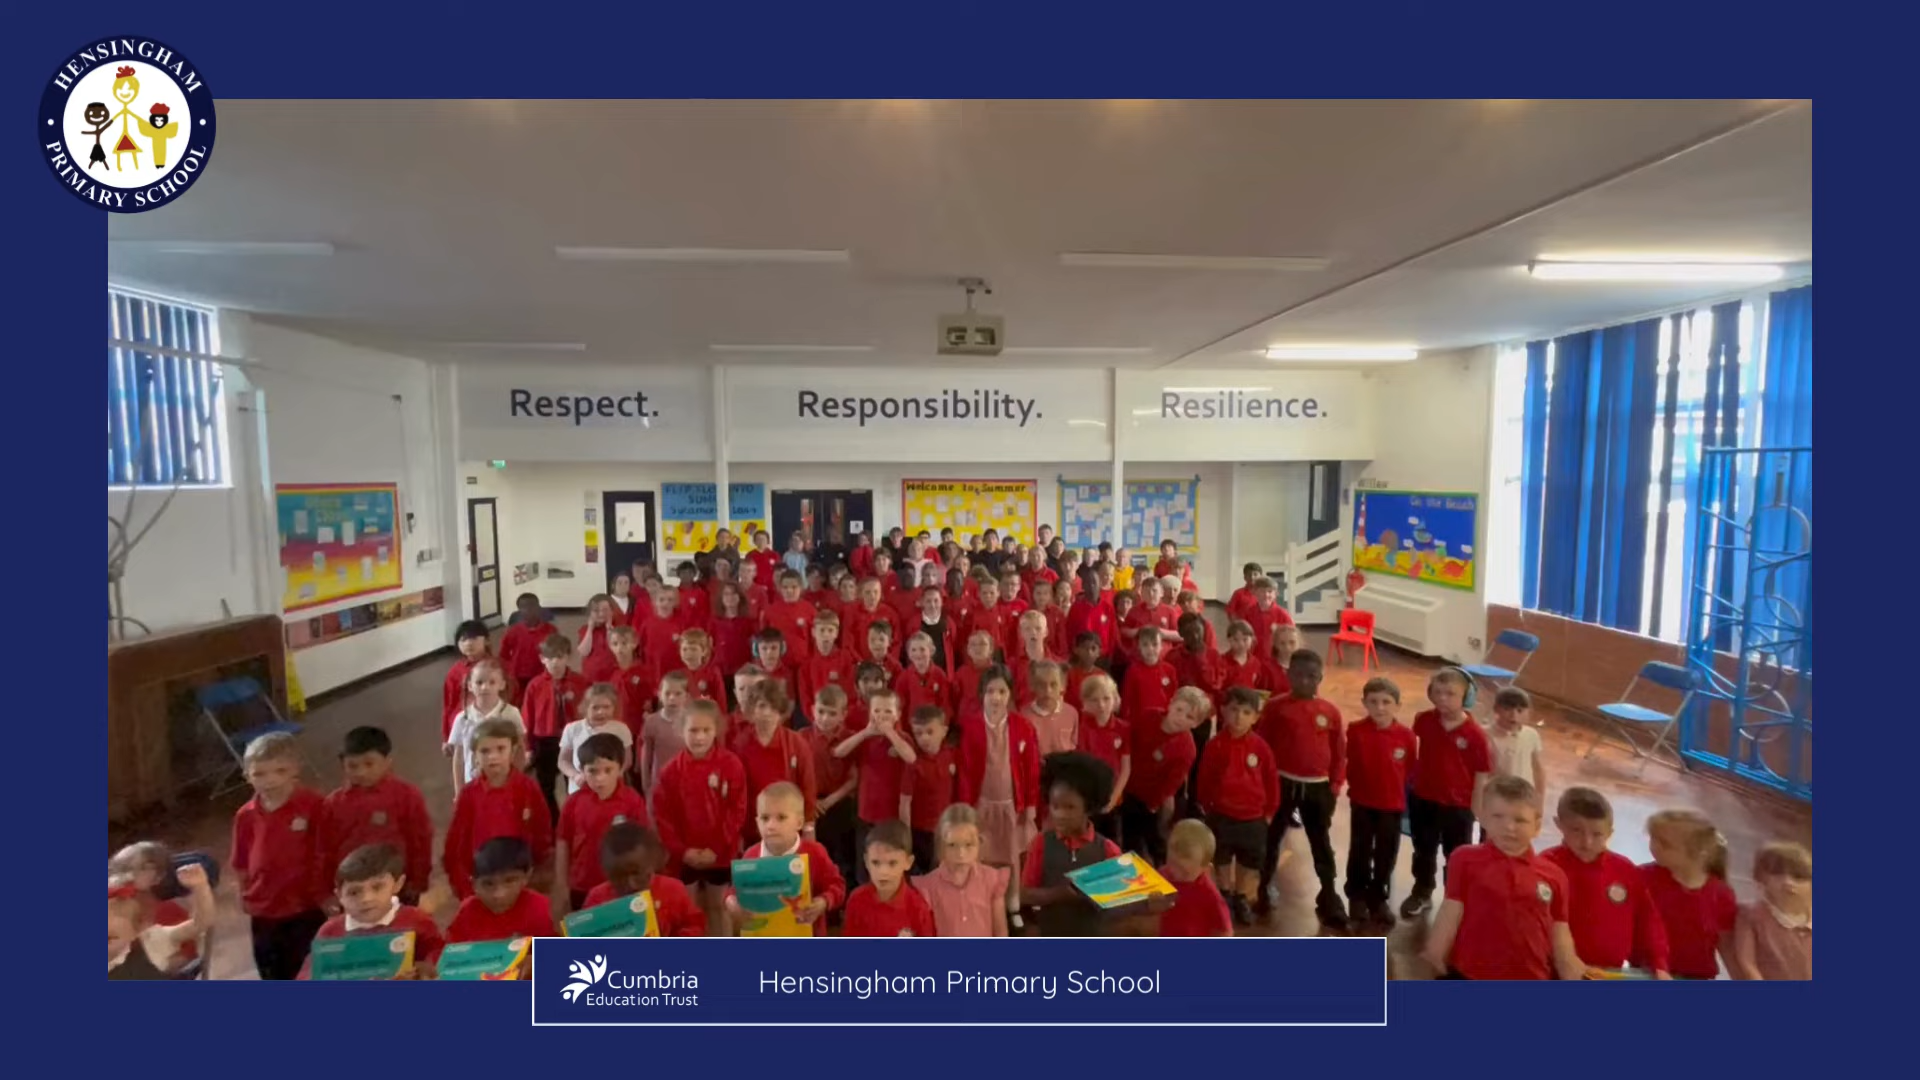 HENSINGHAM
PRIMARY SCHOOL
Respect.
Responsibility.
Resilience.
Welcome to Summer
On the Beach
Cumbria
Education Trust
Hensingham Primary School